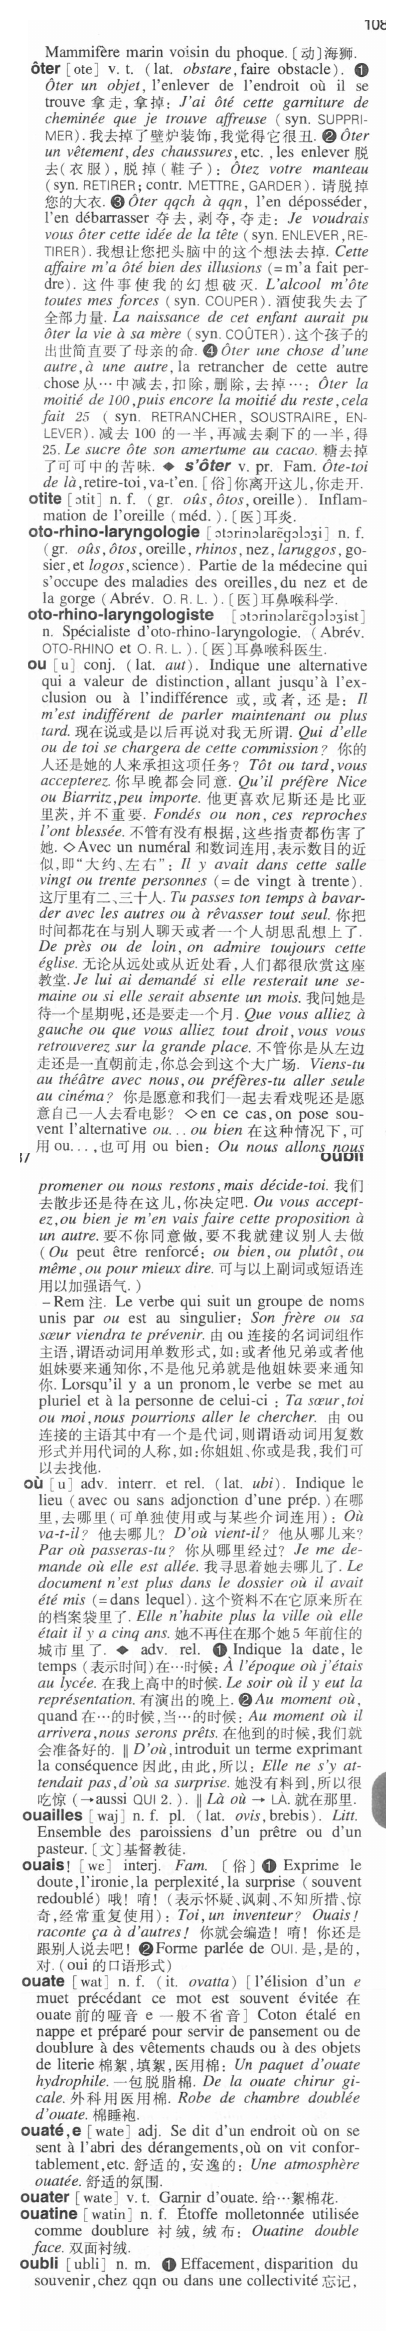 108
Mammifère marin voisin du phoque.〔动〕海狮.
ôter [ote] v. t. (lat. obstare, faire obstacle). ❶
Ôter un objet, l'enlever de l'endroit où il se
trouve 拿走,拿掉: J'ai ôté cette garniture de
cheminée que je trouve affreuse (syn. SUPPRI-
MER). 我去掉了壁炉装饰,我觉得它很丑. ❷ Ôter
un vêtement, des chaussures, etc., les enlever 脱
去(衣服), 脱掉(鞋子): Ôtez votre manteau
(syn. RETIRER; contr. METTRE, GARDER). 请脱掉
您的大衣. ❸ Ôter qqch à qqn, l'en déposséder,
l'en débarrasser 夺去,剥夺,夺走: Je voudrais
vous ôter cette idée de la tête (syn. ENLEVER, RE-
TIRER). 我想让您把头脑中的这个想法去掉. Cette
affaire m'a ôté bien des illusions (= m'a fait per-
dre). 这件事使我的幻想破灭. L'alcool m'ôte
toutes mes forces (syn. COUPER). 酒使我失去了
全部力量. La naissance de cet enfant aurait pu
ôter la vie à sa mère (syn. COÛTER). 这个孩子的
出世简直要了母亲的命. ❹ Ôter une chose d'une
autre, à une autre, la retrancher de cette autre
chose 从…中减去,扣除,删除,去掉…: Ôter la
moitié de 100, puis encore la moitié du reste, cela
fait 25 (syn. RETRANCHER, SOUSTRAIRE, EN-
LEVER). 减去 100 的一半,再减去剩下的一半,得
25. Le sucre ôte son amertume au cacao. 糖去掉
了可可中的苦味. ◆ s'ôter v. pr. Fam. Ôte-toi
de là, retire-toi, va-t'en. 〔俗〕你离开这儿,你走开.
otite [ɔtit] n. f. (gr. oûs, ôtos, oreille). Inflam-
mation de l'oreille (méd.).〔医〕耳炎.
oto-rhino-laryngologie [ɔtɔrinɔlarɛ̃gɔlɔʒi] n. f.
(gr. oûs, ôtos, oreille, rhinos, nez, laruggos, go-
sier, et logos, science). Partie de la médecine qui
s'occupe des maladies des oreilles, du nez et de
la gorge (Abrév. O. R. L.).〔医〕耳鼻喉科学.
oto-rhino-laryngologiste [ɔtɔrinɔlarɛ̃gɔlɔʒist]
n. Spécialiste d'oto-rhino-laryngologie. (Abrév.
OTO-RHINO et O. R. L.).〔医〕耳鼻喉科医生.
ou [u] conj. (lat. aut). Indique une alternative
qui a valeur de distinction, allant jusqu'à l'ex-
clusion ou à l'indifférence 或, 或者, 还是: Il
m'est indifférent de parler maintenant ou plus
tard. 现在说或是以后再说对我无所谓. Qui d'elle
ou de toi se chargera de cette commission? 你的
人还是她的人来承担这项任务? Tôt ou tard, vous
accepterez. 你早晚都会同意. Qu'il préfère Nice
ou Biarritz, peu importe. 他更喜欢尼斯还是比亚
里茨,并不重要. Fondés ou non, ces reproches
l'ont blessée. 不管有没有根据,这些指责都伤害了
她. ◇Avec un numéral 和数词连用,表示数目的近
似,即“大约、左右”: Il y avait dans cette salle
vingt ou trente personnes (= de vingt à trente).
这厅里有二、三十人. Tu passes ton temps à bavar-
der avec les autres ou à rêvasser tout seul. 你把
时间都花在与别人聊天或者一个人胡思乱想上了.
De près ou de loin, on admire toujours cette
église. 无论从远处或从近处看,人们都很欣赏这座
教堂. Je lui ai demandé si elle resterait une se-
maine ou si elle serait absente un mois. 我问她是
待一个星期呢,还是要走一个月. Que vous alliez à
gauche ou que vous alliez tout droit, vous vous
retrouverez sur la grande place. 不管你是从左边
走还是一直朝前走,你总会到这个大广场. Viens-tu
au théâtre avec nous, ou préfères-tu aller seule
au cinéma? 你是愿意和我们一起去看戏呢还是愿
意自己一人去看电影? ◇en ce cas, on pose sou-
vent l'alternative ou... ou bien 在这种情况下,可
用 ou...,也可用 ou bien: Ou nous allons nous
oubli
promener ou nous restons, mais décide-toi. 我们
去散步还是待在这儿,你决定吧. Ou vous accept-
ez, ou bien je m'en vais faire cette proposition à
un autre. 要不你同意做,要不我就建议别人去做
(Ou peut être renforcé: ou bien, ou plutôt, ou
même, ou pour mieux dire. 可与以上副词或短语连
用以加强语气.)
–Rem 注. Le verbe qui suit un groupe de noms
unis par ou est au singulier: Son frère ou sa
sœur viendra te prévenir. 由 ou 连接的名词词组作
主语,谓语动词用单数形式,如:或者他兄弟或者他
姐妹要来通知你,不是他兄弟就是他姐妹要来通知
你. Lorsqu'il y a un pronom, le verbe se met au
pluriel et à la personne de celui-ci : Ta sœur, toi
ou moi, nous pourrions aller le chercher. 由 ou
连接的主语其中有一个是代词,则谓语动词用复数
形式并用代词的人称,如:你姐姐、你或是我,我们可
以去找他.
où [u] adv. interr. et rel. (lat. ubi). Indique le
lieu (avec ou sans adjonction d'une prép.) 在哪
里,去哪里(可单独使用或与某些介词连用): Où
va-t-il? 他去哪儿? D'où vient-il? 他从哪儿来?
Par où passeras-tu? 你从哪里经过? Je me de-
mande où elle est allée. 我寻思着她去哪儿了. Le
document n'est plus dans le dossier où il avait
été mis (= dans lequel). 这个资料不在它原来所在
的档案袋里了. Elle n'habite plus la ville où elle
était il y a cinq ans. 她不再住在那个她5年前住的
城市里了. ◆ adv. rel. ❶ Indique la date, le
temps (表示时间)在…时候: À l'époque où j'étais
au lycée. 在我上高中的时候. Le soir où il y eut la
représentation. 有演出的晚上. ❷ Au moment où,
quand 在…的时候,当…的时候: Au moment où il
arrivera, nous serons prêts. 在他到的时候,我们就
会准备好的. ‖ D'où, introduit un terme exprimant
la conséquence 因此,由此,所以: Elle ne s'y at-
tendait pas, d'où sa surprise. 她没有料到,所以很
吃惊 (→aussi QUI 2.). ‖ Là où → LÀ. 就在那里.
ouailles [waj] n. f. pl. (lat. ovis, brebis). Litt.
Ensemble des paroissiens d'un prêtre ou d'un
pasteur.〔文〕基督教徒.
ouais! [wɛ] interj. Fam. 〔俗〕❶ Exprime le
doute, l'ironie, la perplexité, la surprise (souvent
redoublé) 哦! 唷! (表示怀疑、讽刺、不知所措、惊
奇,经常重复使用): Toi, un inventeur? Ouais!
raconte ça à d'autres! 你就会编造! 唷! 你还是
跟别人说去吧! ❷ Forme parlée de OUI. 是,是的,
对. (oui 的口语形式)
ouate [wat] n. f. (it. ovatta) [l'élision d'un e
muet précédant ce mot est souvent évitée 在
ouate 前的哑音 e 一般不省音] Coton étalé en
nappe et préparé pour servir de pansement ou de
doublure à des vêtements chauds ou à des objets
de literie 棉絮,填絮,医用棉: Un paquet d'ouate
hydrophile. 一包脱脂棉. De la ouate chirurgi-
cale. 外科用医用棉. Robe de chambre doublée
d'ouate. 棉睡袍.
ouaté, e [wate] adj. Se dit d'un endroit où on se
sent à l'abri des dérangements, où on vit confor-
tablement, etc. 舒适的,安逸的: Une atmosphère
ouatée. 舒适的氛围.
ouater [wate] v. t. Garnir d'ouate. 给…絮棉花.
ouatine [watin] n. f. Étoffe molletonnée utilisée
comme doublure 衬绒, 绒布: Ouatine double
face. 双面衬绒.
oubli [ubli] n. m. ❶ Effacement, disparition du
souvenir, chez qqn ou dans une collectivité 忘记,